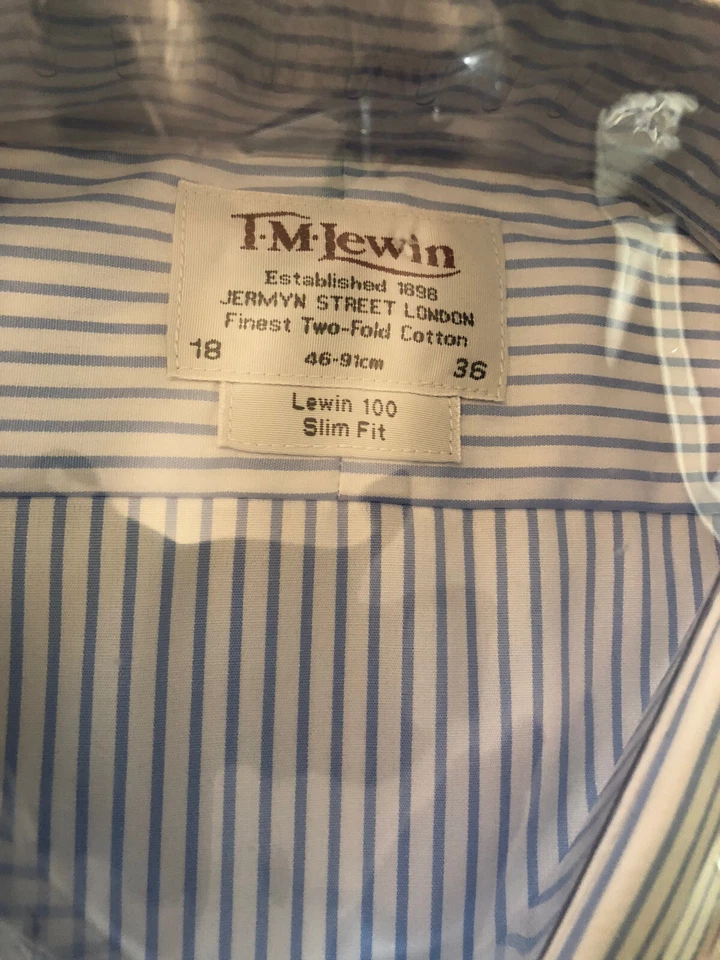 T·M·Lewin
Established 1898
JERMYN STREET LONDON
Finest Two-Fold Cotton
18 46-91cm 36
Lewin 100
Slim Fit